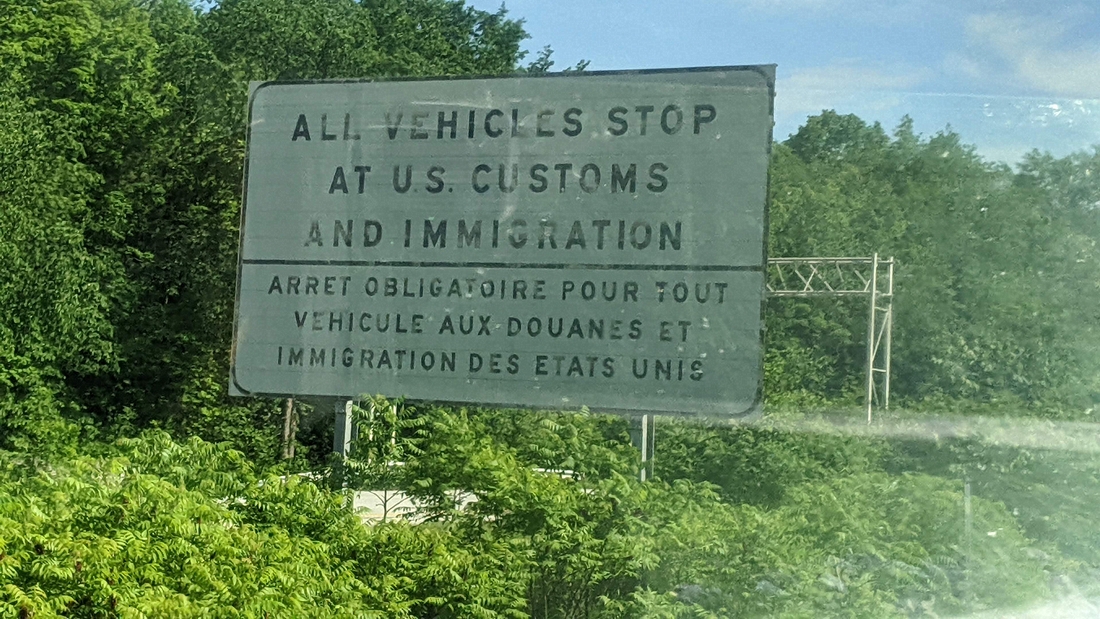 ALL VEHICLES STOP
AT U.S. CUSTOMS
AND IMMIGRATION
ARRET OBLIGATOIRE POUR TOUT
VEHICULE AUX DOUANES ET
IMMIGRATION DES ETATS UNIS